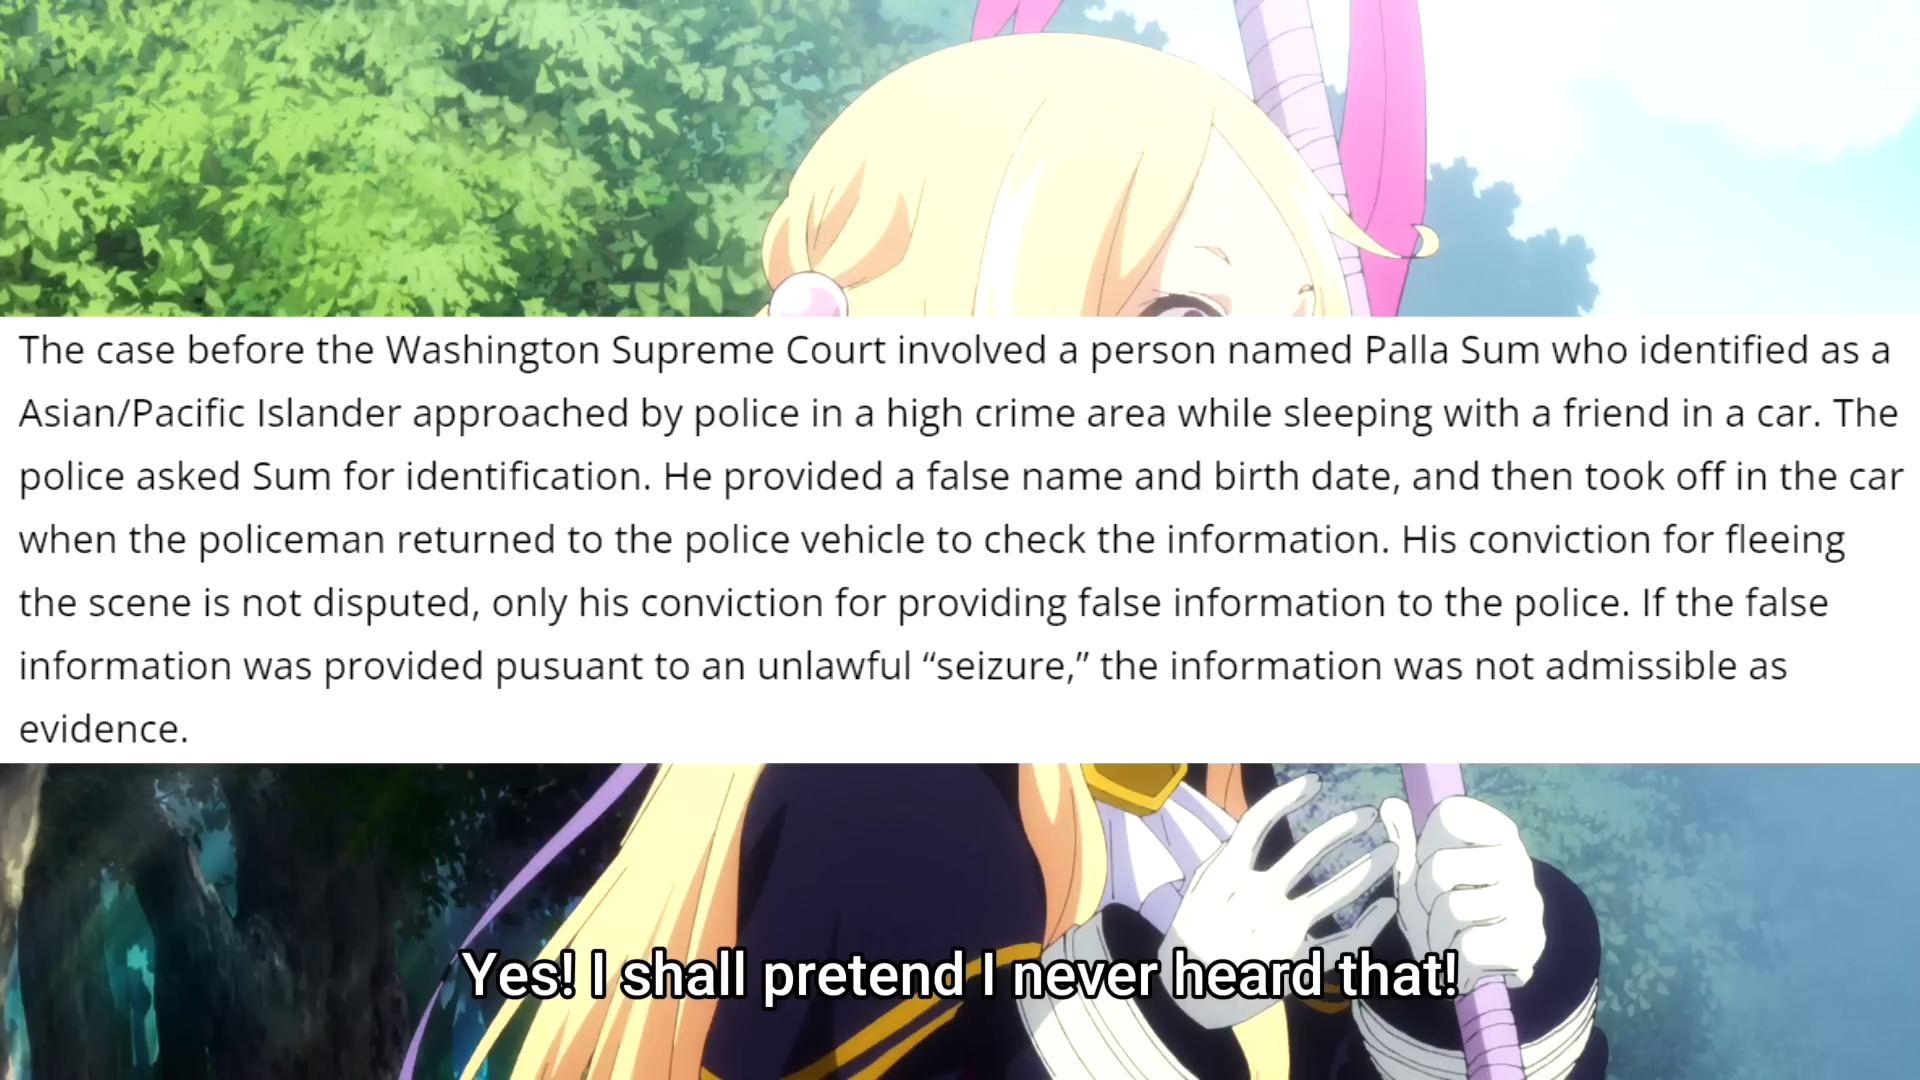 The case before the Washington Supreme Court involved a person named Palla Sum who identified as a
Asian/Pacific Islander approached by police in a high crime area while sleeping with a friend in a car. The
police asked Sum for identification. He provided a false name and birth date, and then took off in the car
when the policeman returned to the police vehicle to check the information. His conviction for fleeing
the scene is not disputed, only his conviction for providing false information to the police. If the false
information was provided pusuant to an unlawful “seizure,” the information was not admissible as
evidence.
Yes! I shall pretend I never heard that!